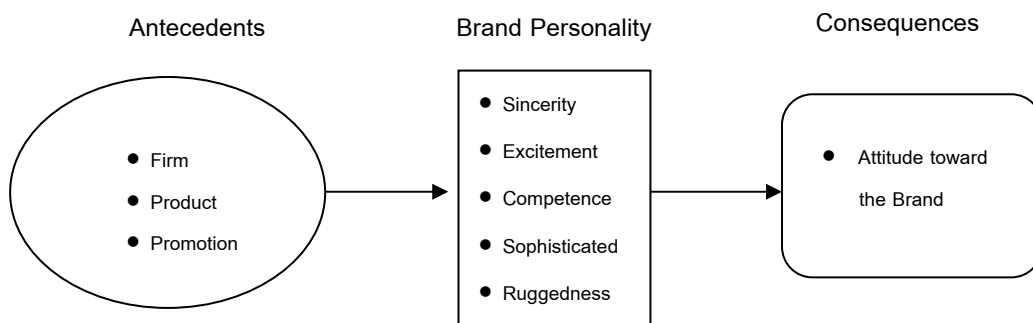 Antecedents
Brand Personality
Consequences
● Firm
● Product
● Promotion
● Sincerity
● Excitement
● Competence
● Sophisticated
● Ruggedness
● Attitude toward
the Brand